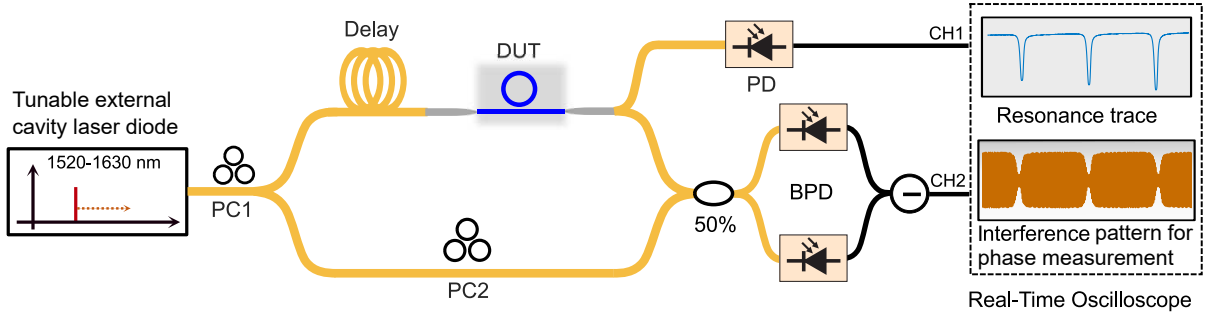 Tunable external
cavity laser diode
1520-1630 nm
PC1
Delay
DUT
PC2
50%
PD
BPD
CH1
CH2
Resonance trace
Interference pattern for
phase measurement
Real-Time Oscilloscope